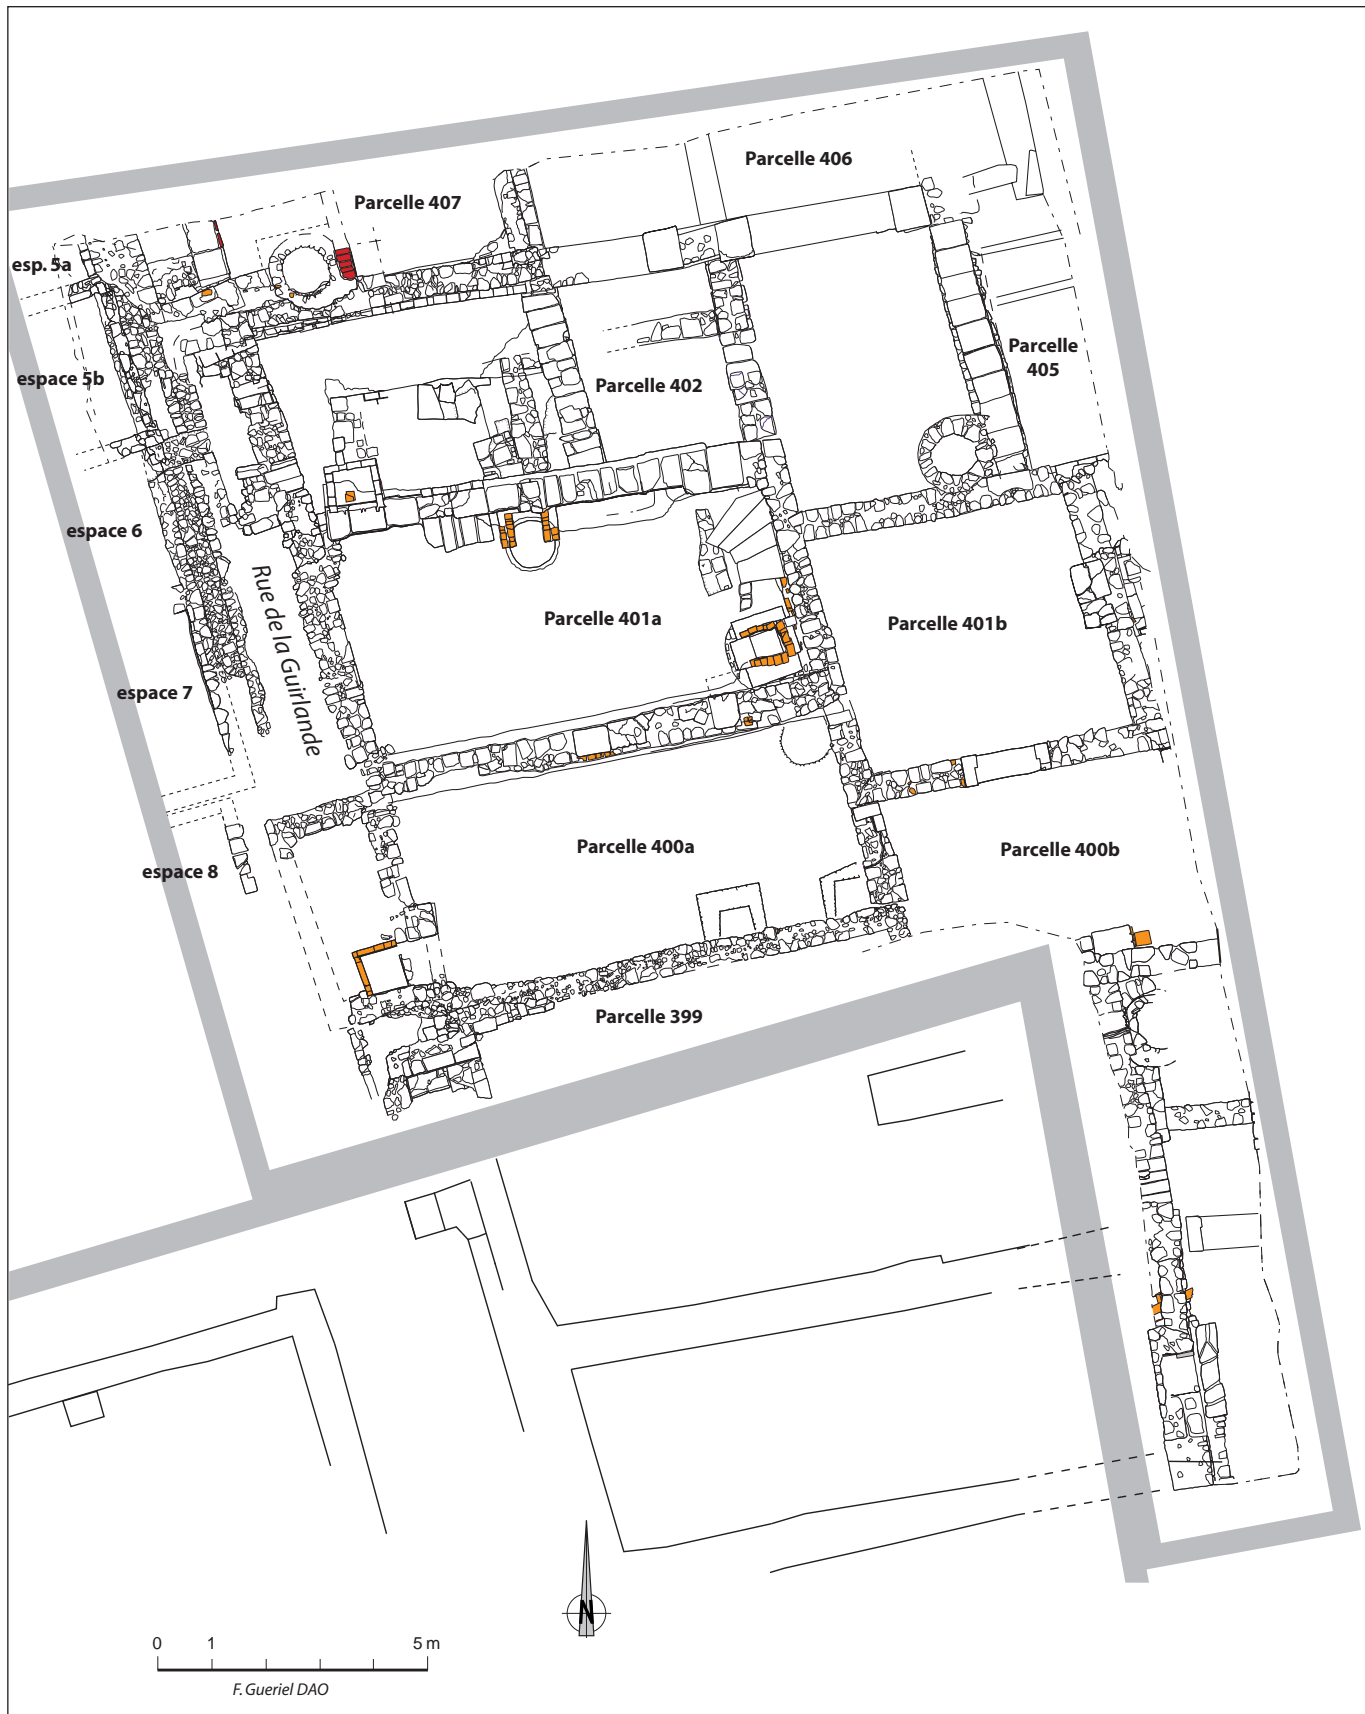 Parcelle 406
Parcelle 407
esp. 5a
Parcelle
405
espace 5b
Parcelle 402
espace 6
Rue de la Guirlande
Parcelle 401a
Parcelle 401b
espace 7
Parcelle 400a
Parcelle 400b
espace 8
Parcelle 399
N
0 1 5 m
F. Gueriel DAO